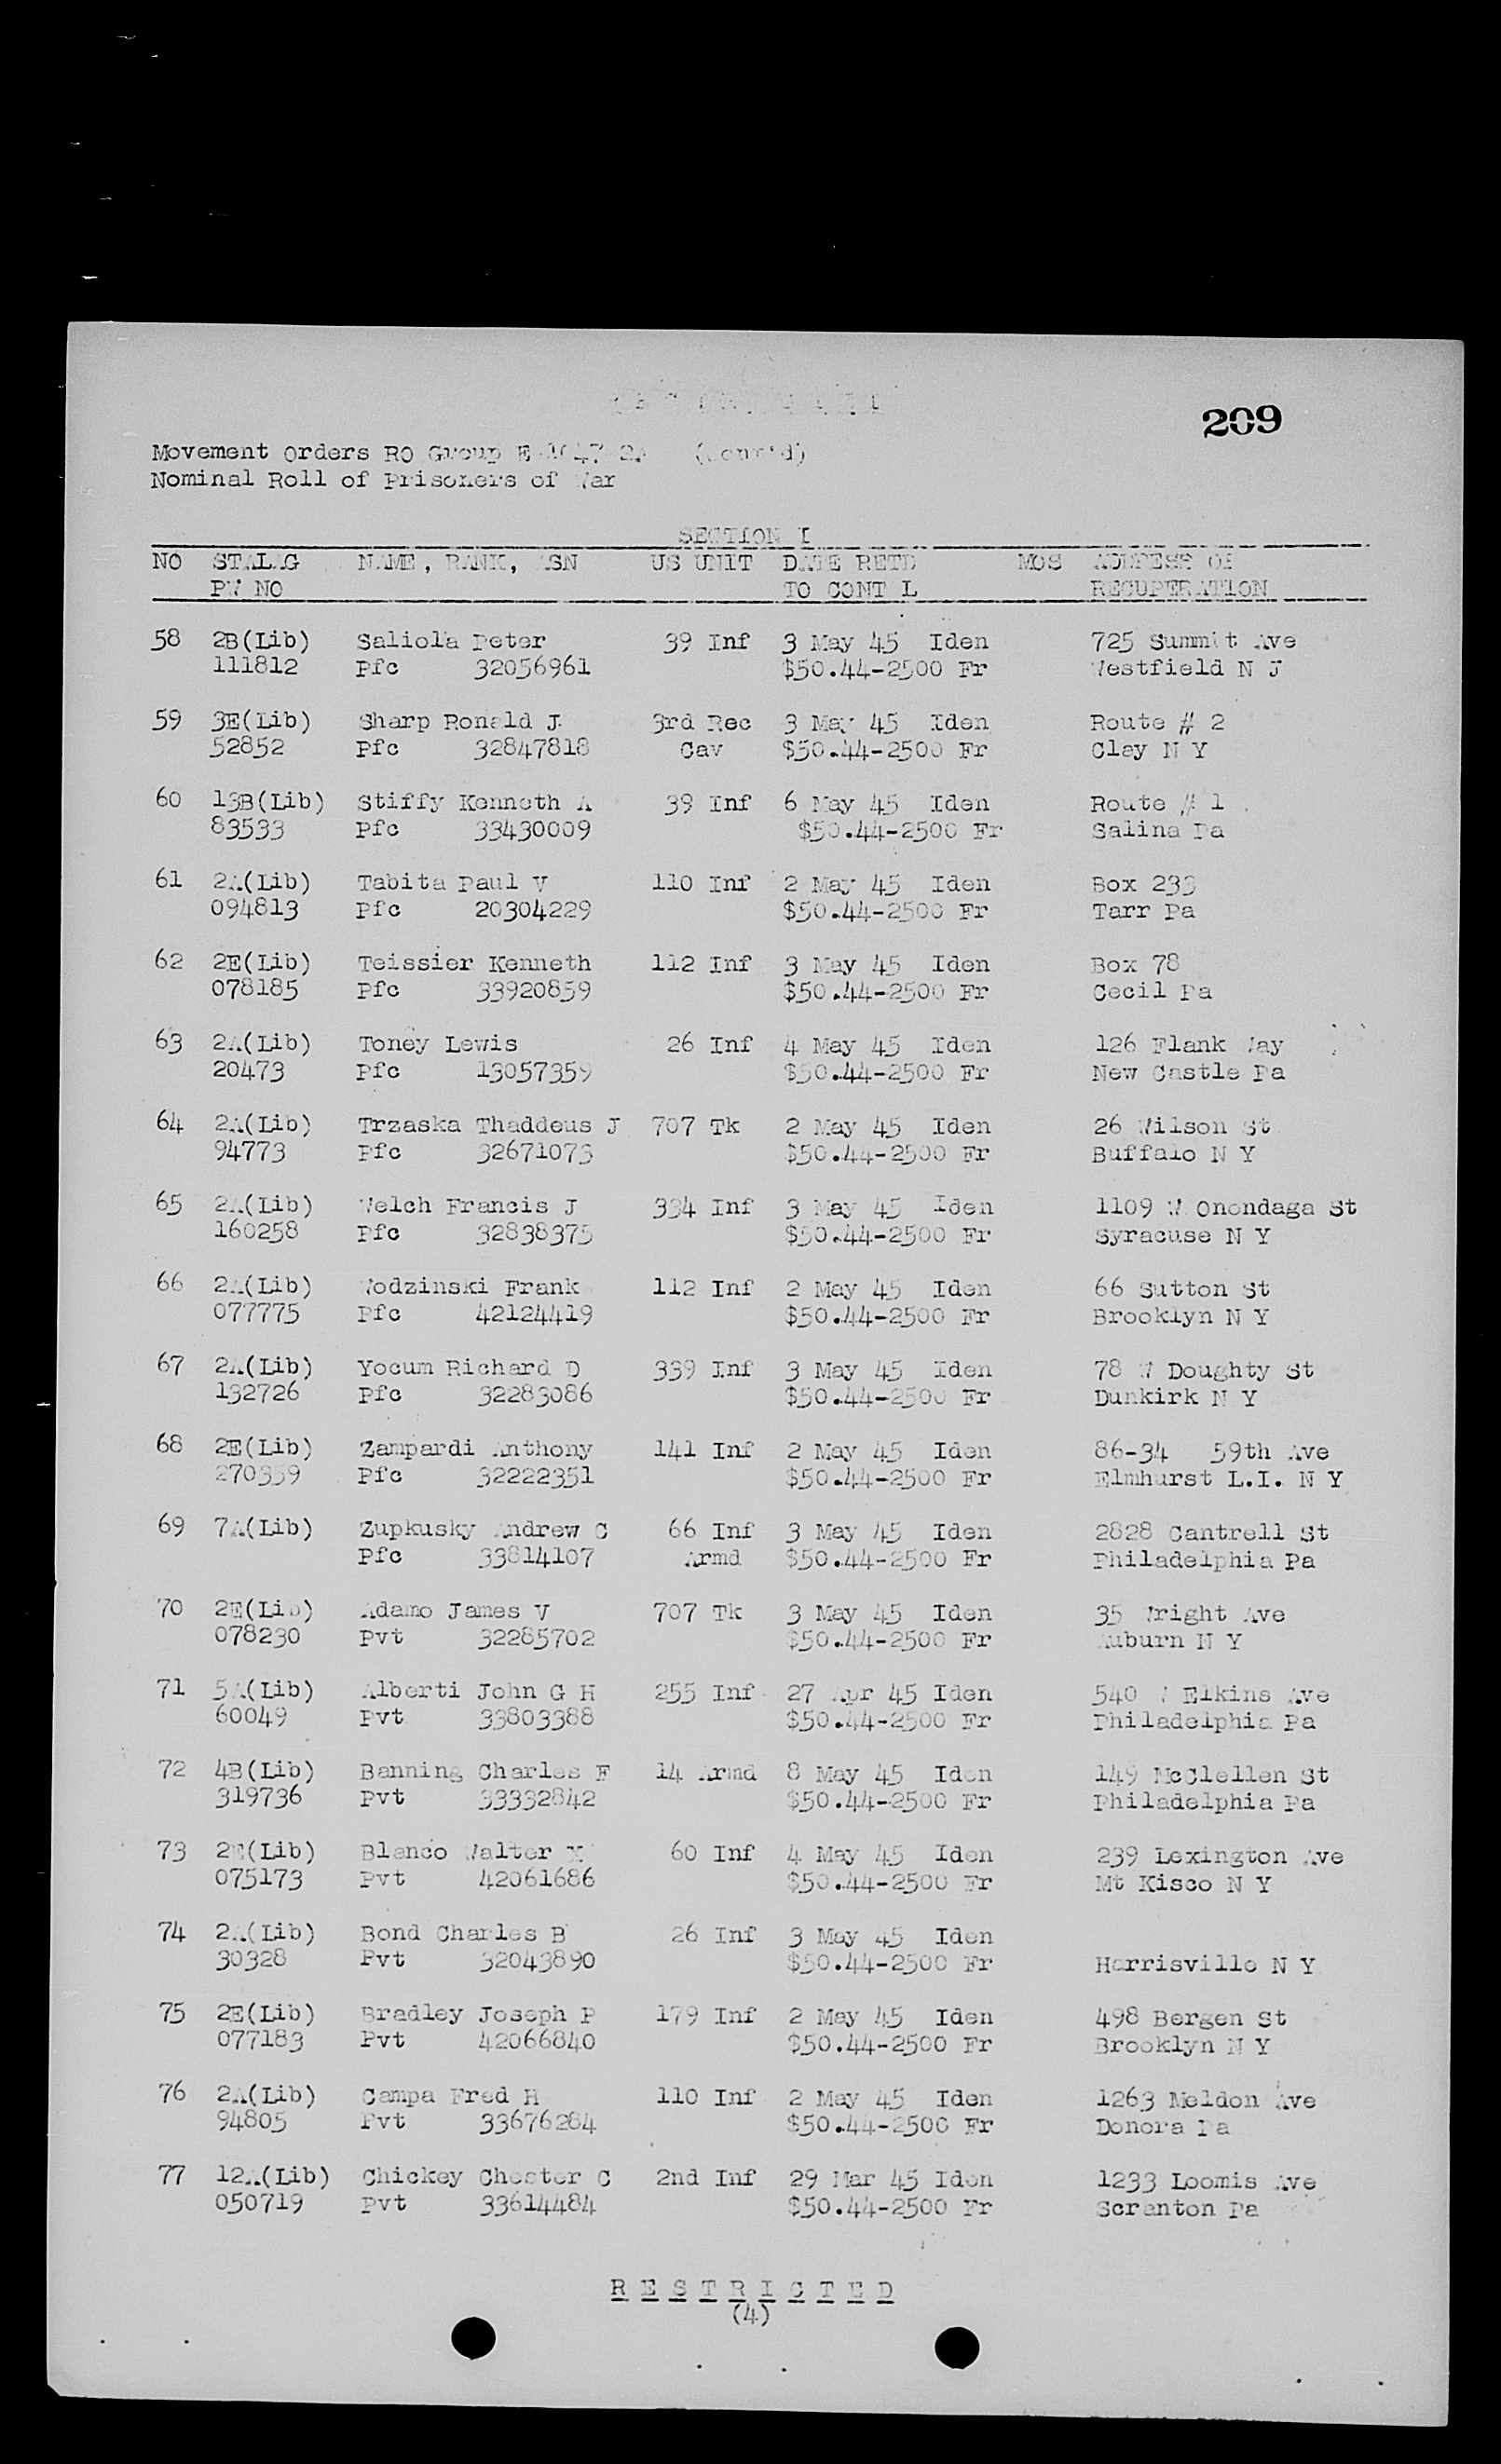 209
Movement Orders RO Group (Cont'd)
Nominal Roll of Prisoners of War
SECTION I
NO STALAG NAME, RANK, ASN US UNIT DATE RETD MOS ADDRESS OF
PW NO TO CONT L RECUPERATION
58 2B(Lib) Saliola Peter 39 Inf 3 May 45 Iden 725 Summit Ave
111812 Pfc 32056961 $50.44-2500 Fr Westfield N J
59 3E(Lib) Sharp Ronald J 3rd Rec 3 May 45 Iden Route # 2
52852 Pfc 32847818 Cav $50.44-2500 Fr Clay N Y
60 13B(Lib) Stiffy Kenneth A 39 Inf 6 May 45 Iden Route # 1
83533 Pfc 33430009 $50.44-2500 Fr Salina Pa
61 2A(Lib) Tabita Paul V 110 Inf 2 May 45 Iden Box 233
094813 Pfc 20304229 $50.44-2500 Fr Tarr Pa
62 2E(Lib) Teissier Kenneth 112 Inf 3 May 45 Iden Box 78
078185 Pfc 33920859 $50.44-2500 Fr Cecil Pa
63 2A(Lib) Toney Lewis 26 Inf 4 May 45 Iden 126 Flank Way
20473 Pfc 13057359 $50.44-2500 Fr New Castle Pa
64 2A(Lib) Trzaska Thaddeus J 707 Tk 2 May 45 Iden 26 Wilson St
94773 Pfc 32671073 $50.44-2500 Fr Buffalo N Y
65 2A(Lib) Welch Francis J 334 Inf 3 May 45 Iden 1109 W Onondaga St
160258 Pfc 32838375 $50.44-2500 Fr Syracuse N Y
66 2A(Lib) Wodzinski Frank 112 Inf 2 May 45 Iden 66 Sutton St
077775 Pfc 42124419 $50.44-2500 Fr Brooklyn N Y
67 2A(Lib) Yocum Richard D 339 Inf 3 May 45 Iden 78 W Doughty St
132726 Pfc 32283086 $50.44-2500 Fr Dunkirk N Y
68 2E(Lib) Zampardi Anthony 141 Inf 2 May 45 Iden 86-34 59th Ave
270359 Pfc 32222351 $50.44-2500 Fr Elmhurst L.I. N Y
69 7A(Lib) Zupkusky Andrew C 66 Inf 3 May 45 Iden 2828 Cantrell St
Pfc 33814107 Armd $50.44-2500 Fr Philadelphia Pa
70 2E(Lib) Adamo James V 707 Tk 3 May 45 Iden 35 Wright Ave
078230 Pvt 32285702 $50.44-2500 Fr Auburn N Y
71 5A(Lib) Alberti John G H 255 Inf 27 Apr 45 Iden 540 W Elkins Ave
60049 Pvt 33803388 $50.44-2500 Fr Philadelphia Pa
72 4B(Lib) Banning Charles F 14 Armd 8 May 45 Iden 149 McClellen St
319736 Pvt 33332842 $50.44-2500 Fr Philadelphia Pa
73 2E(Lib) Blanco Walter 60 Inf 4 May 45 Iden 239 Lexington Ave
075173 Pvt 42061686 $50.44-2500 Fr Mt Kisco N Y
74 2A(Lib) Bond Charles B 26 Inf 3 May 45 Iden
30328 Pvt 32043890 $50.44-2500 Fr Harrisville N Y
75 2E(Lib) Bradley Joseph P 179 Inf 2 May 45 Iden 498 Bergen St
077183 Pvt 42066840 $50.44-2500 Fr Brooklyn N Y
76 2A(Lib) Campa Fred H 110 Inf 2 May 45 Iden 1263 Meldon Ave
94805 Pvt 33676284 $50.44-2500 Fr Donora Pa
77 12A(Lib) Chickey Chester C 2nd Inf 29 Mar 45 Iden 1233 Loomis Ave
050719 Pvt 33614484 $50.44-2500 Fr Scranton Pa
R E S T R I C T E D
(4)